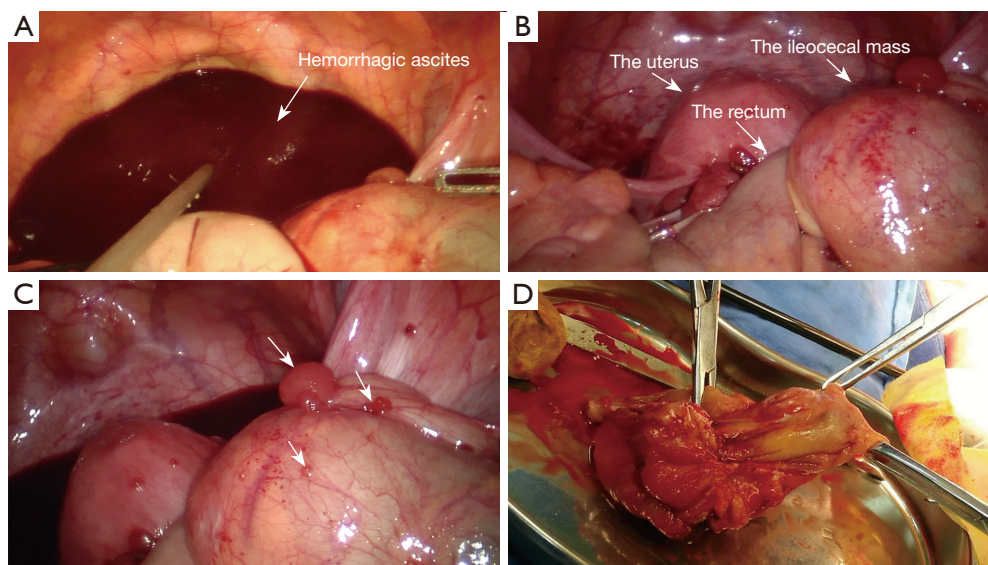 A
Hemorrhagic ascites
B
The ileocecal mass
The uterus
The rectum
C
D